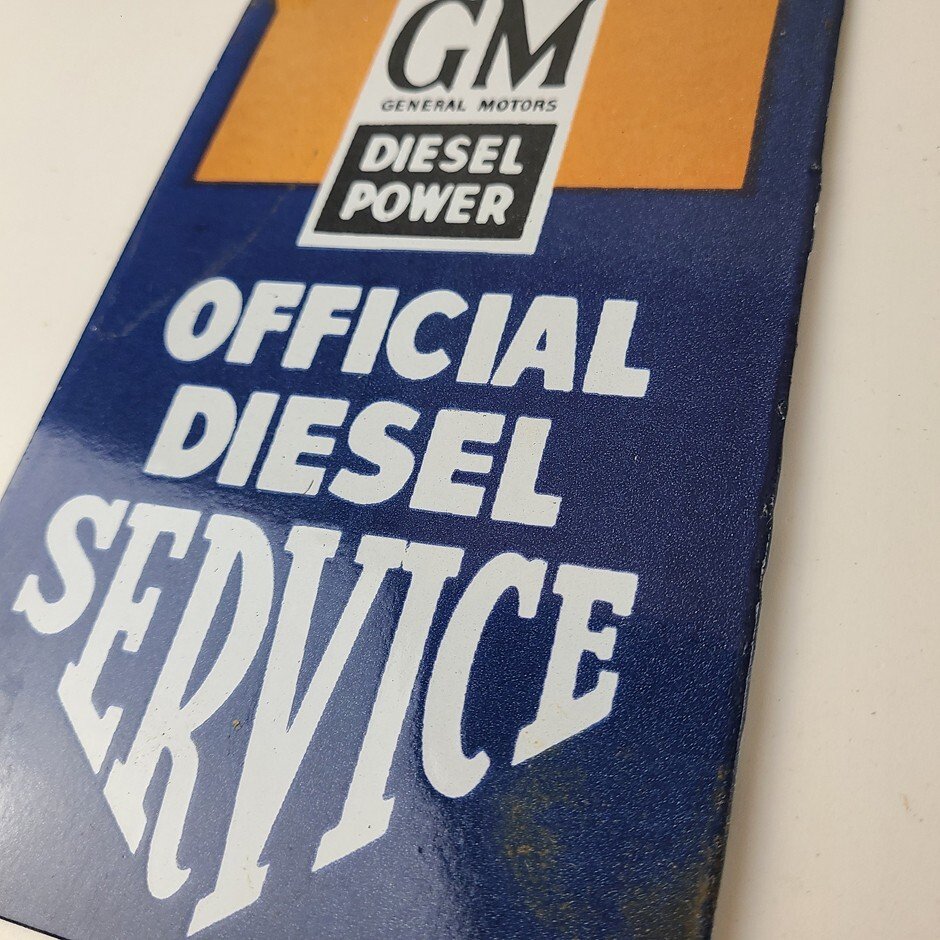 GM
GENERAL MOTORS
DIESEL
POWER
OFFICIAL
DIESEL
SERVICE